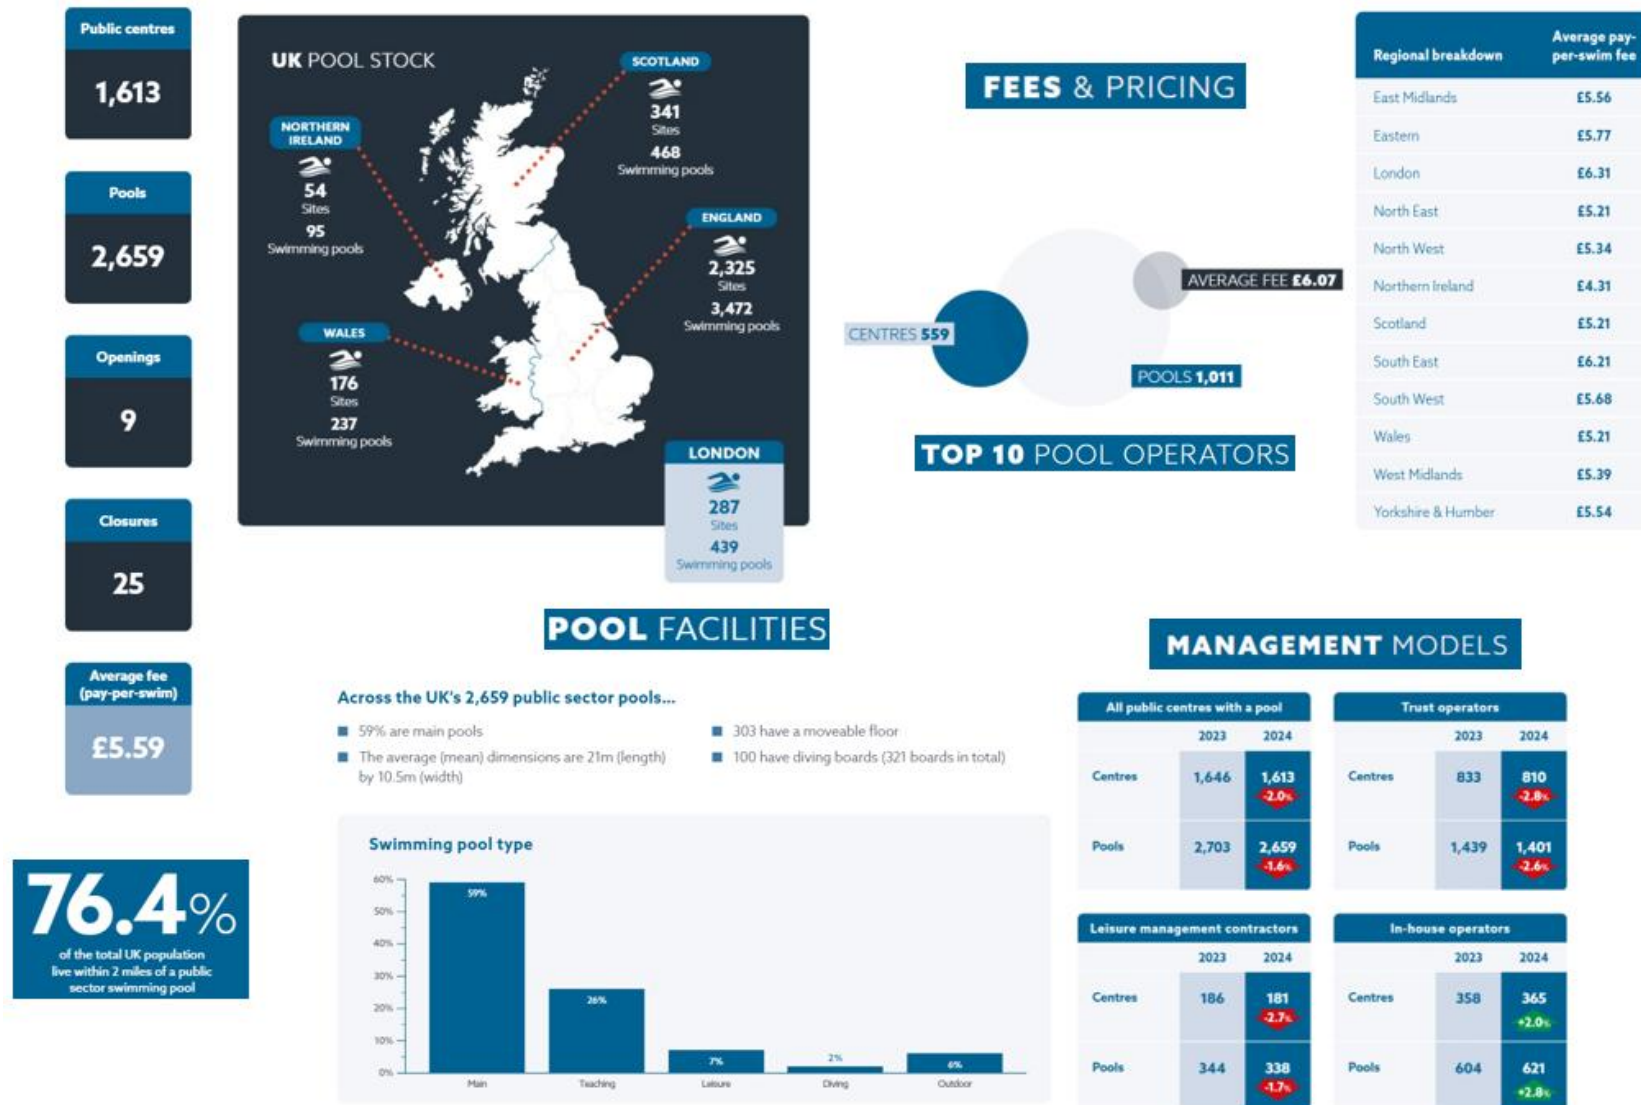 Public centres
1,613
Pools
2,659
Openings
9
Closures
25
Average fee
(pay-per-swim)
£5.59
76.4%
of the total UK population
live within 2 miles of a public
sector swimming pool
UK POOL STOCK
SCOTLAND
341
Sites
468
Swimming pools
NORTHERN
IRELAND
54
Sites
95
Swimming pools
ENGLAND
2,325
Sites
3,472
Swimming pools
WALES
176
Sites
237
Swimming pools
LONDON
287
Sites
439
Swimming pools
FEES & PRICING
AVERAGE FEE £6.07
CENTRES 559
POOLS 1,011
TOP 10 POOL OPERATORS
Regional breakdown Average pay-
per-swim fee
East Midlands £5.56
Eastern £5.77
London £6.31
North East £5.21
North West £5.34
Northern Ireland £4.31
Scotland £5.21
South East £6.21
South West £5.68
Wales £5.21
West Midlands £5.39
Yorkshire & Humber £5.54
POOL FACILITIES
Across the UK's 2,659 public sector pools...
59% are main pools
The average (mean) dimensions are 21m (length)
by 10.5m (width)
303 have a moveable floor
100 have diving boards (321 boards in total)
Swimming pool type
60%
50%
40%
30%
20%
10%
0%
59%
26%
7%
2%
6%
Main Teaching Leisure Diving Outdoor
MANAGEMENT MODELS
All public centres with a pool
2023 2024
Centres 1,646 1,613
-2.0%
Pools 2,703 2,659
-1.6%
Trust operators
2023 2024
Centres 833 810
-2.8%
Pools 1,439 1,401
-2.6%
Leisure management contractors
2023 2024
Centres 186 181
-2.7%
Pools 344 338
-1.7%
In-house operators
2023 2024
Centres 358 365
+2.0%
Pools 604 621
+2.8%